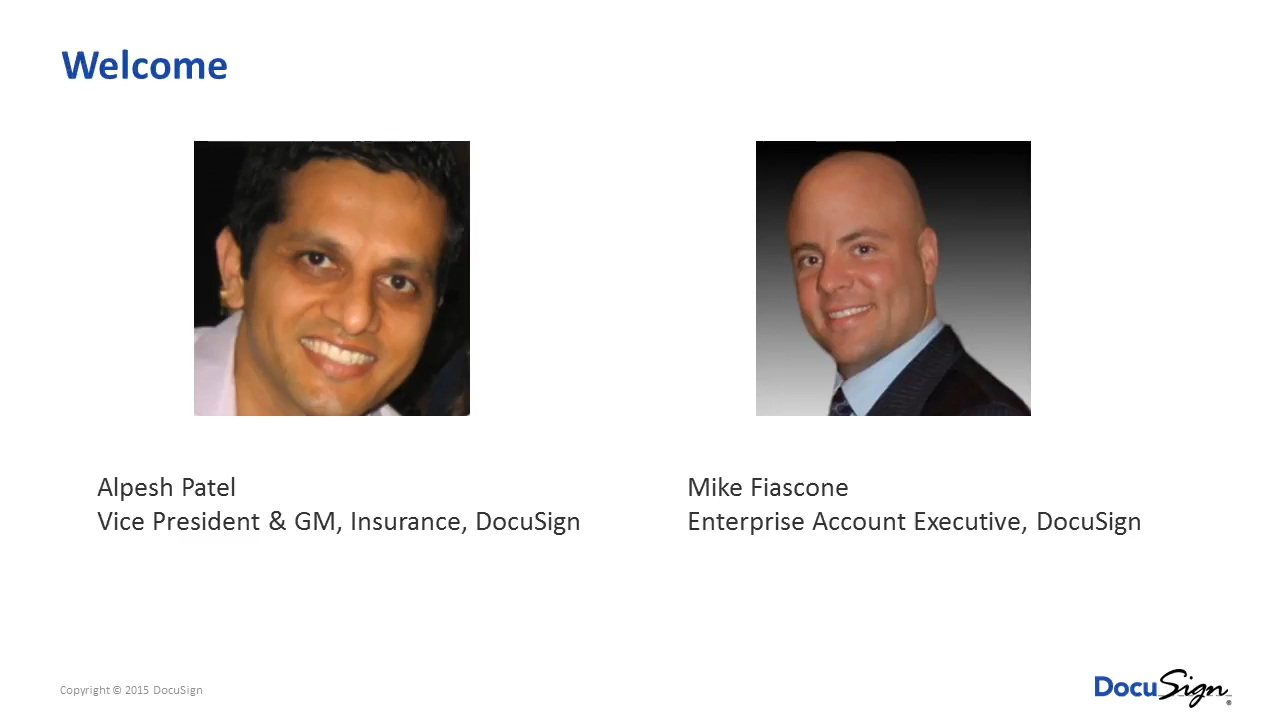 Welcome
Alpesh Patel
Vice President & GM, Insurance, DocuSign
Mike Fiascone
Enterprise Account Executive, DocuSign
Copyright © 2015 DocuSign
DocuSign®